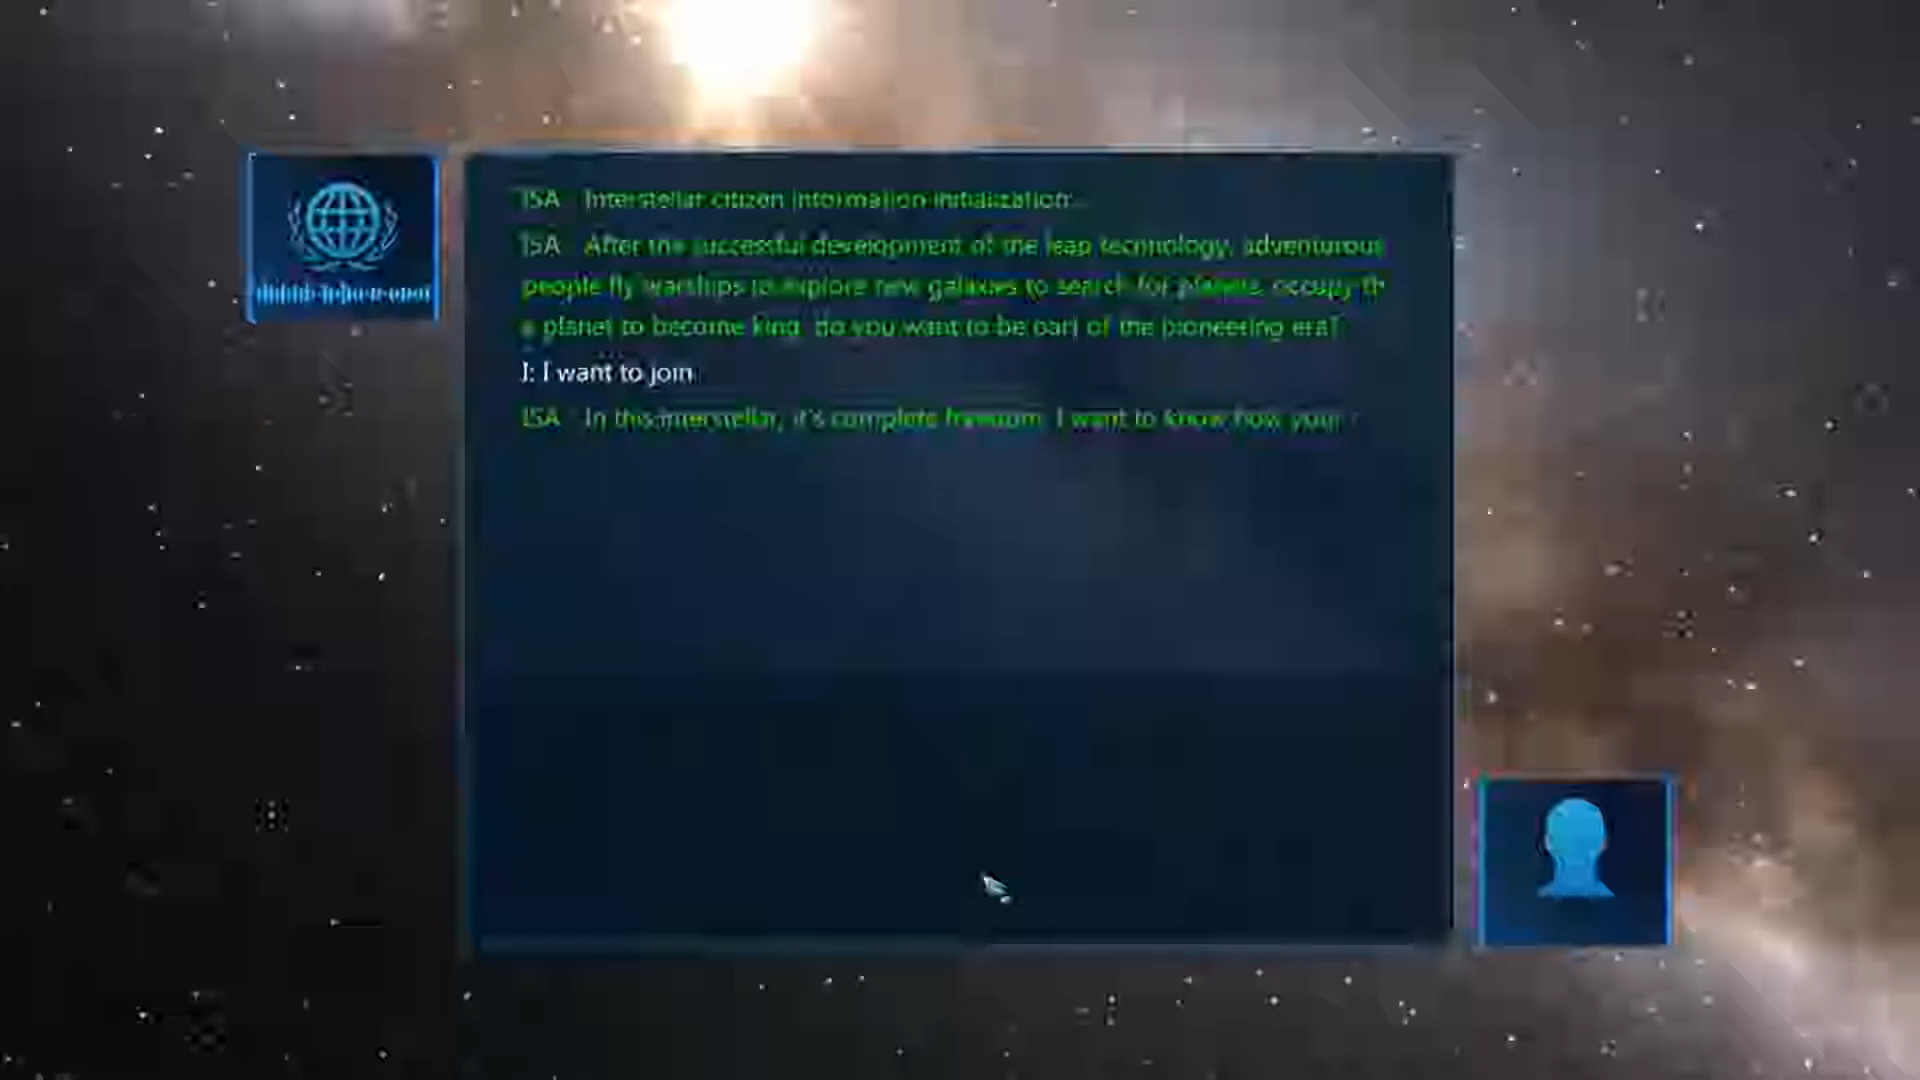 ISA : Interstellar citizen information initialization...
ISA : After the successful development of the leap technology, adventurous
people fly warships to explore new galaxies to search for planets, occupy th
e planet to become king, do you want to be part of the pioneering era?
I: I want to join
ISA : In this interstellar, it's complete freedom. I want to know how your